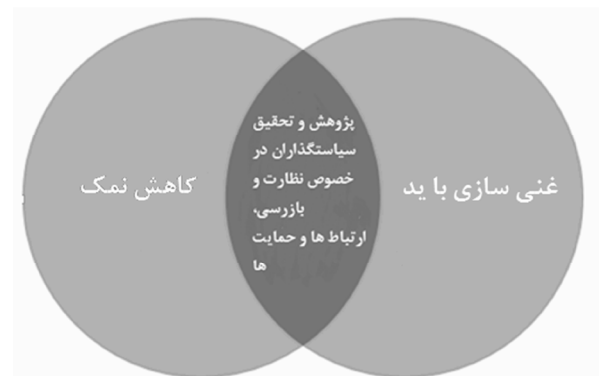 غنی سازی با ید
پژوهش و تحقیق
سیاستگذاران در
خصوص نظارت و
بازرسی،
ارتباط ها و حمایت
ها
کاهش نمک